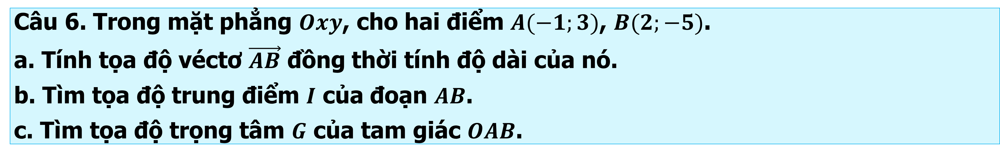 Câu 6. Trong mặt phẳng Oxy, cho hai điểm A(−1; 3), B(2; −5).
a. Tính tọa độ véctơ $\overrightarrow{AB}$ đồng thời tính độ dài của nó.
b. Tìm tọa độ trung điểm I của đoạn AB.
c. Tìm tọa độ trọng tâm G của tam giác OAB.